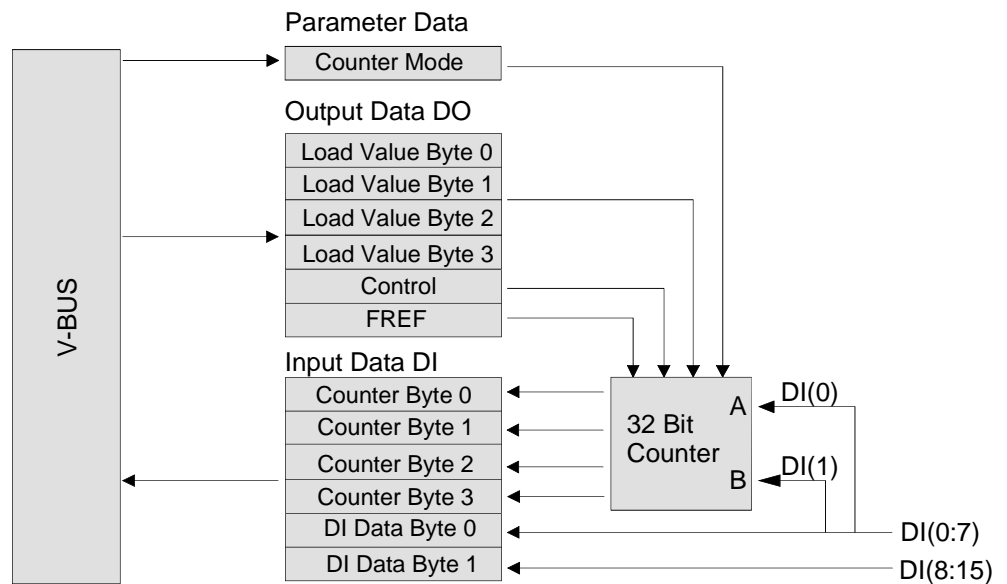 Parameter Data
Counter Mode
Output Data DO
Load Value Byte 0
Load Value Byte 1
Load Value Byte 2
Load Value Byte 3
Control
FREF
V-BUS
Input Data DI
Counter Byte 0
Counter Byte 1
Counter Byte 2
Counter Byte 3
DI Data Byte 0
DI Data Byte 1
32 Bit
Counter
A
B
DI(0)
DI(1)
DI(0:7)
DI(8:15)